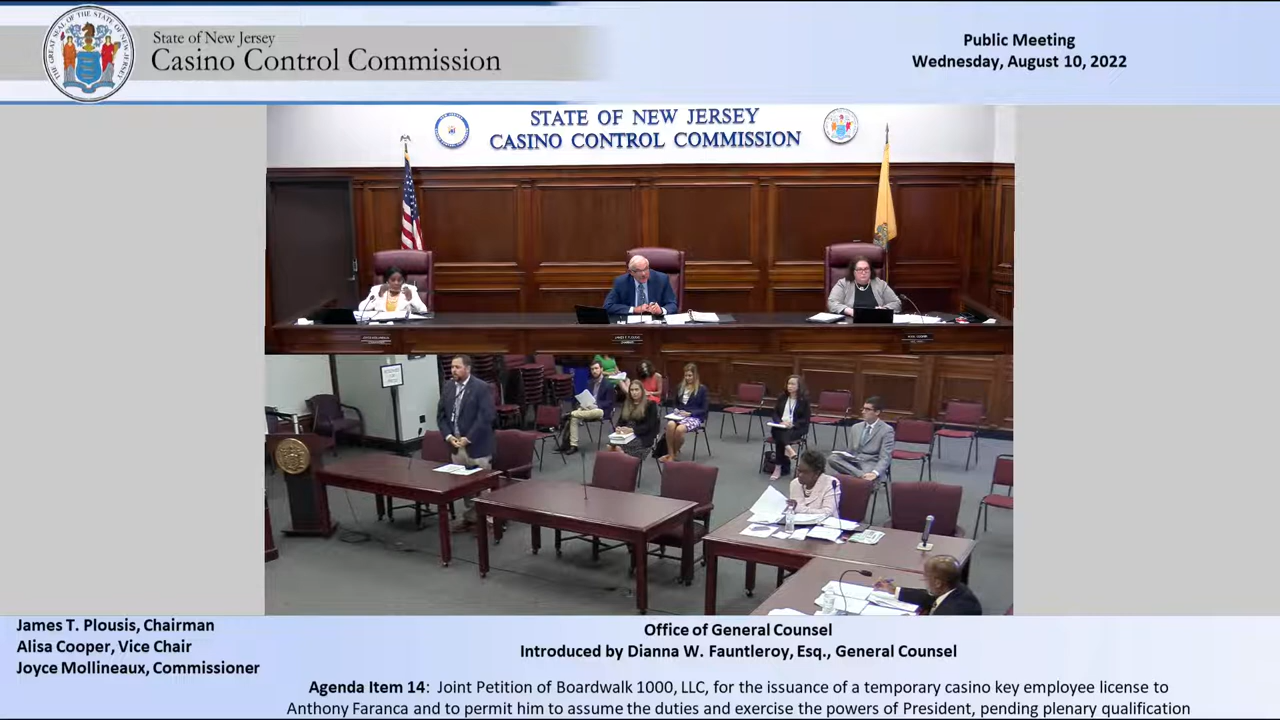 State of New Jersey
Casino Control Commission
Public Meeting
Wednesday, August 10, 2022
STATE OF NEW JERSEY
CASINO CONTROL COMMISSION
James T. Plousis, Chairman
Alisa Cooper, Vice Chair
Joyce Mollineaux, Commissioner
Office of General Counsel
Introduced by Dianna W. Fauntleroy, Esq., General Counsel
Agenda Item 14: Joint Petition of Boardwalk 1000, LLC, for the issuance of a temporary casino key employee license to
Anthony Faranca and to permit him to assume the duties and exercise the powers of President, pending plenary qualification